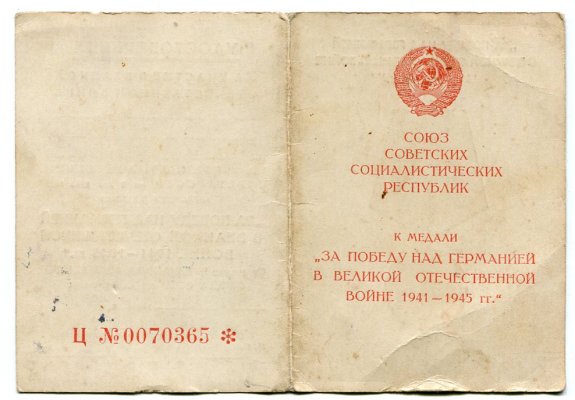 Ц №0070365 *
СОЮЗ
СОВЕТСКИХ
СОЦИАЛИСТИЧЕСКИХ
РЕСПУБЛИК
К МЕДАЛИ
„ЗА ПОБЕДУ НАД ГЕРМАНИЕЙ
В ВЕЛИКОЙ ОТЕЧЕСТВЕННОЙ
ВОЙНЕ 1941—1945 гг.“